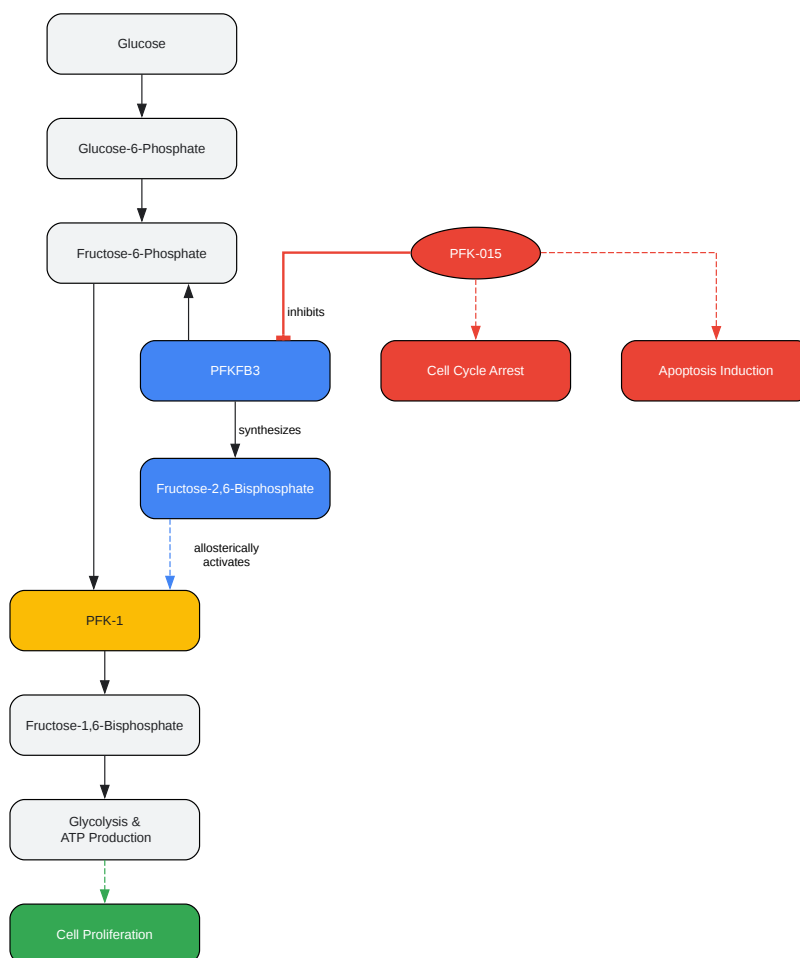 Glucose
Glucose-6-Phosphate
Fructose-6-Phosphate
PFK-015
inhibits
PFKFB3
Cell Cycle Arrest
Apoptosis Induction
synthesizes
Fructose-2,6-Bisphosphate
allosterically
activates
PFK-1
Fructose-1,6-Bisphosphate
Glycolysis &
ATP Production
Cell Proliferation